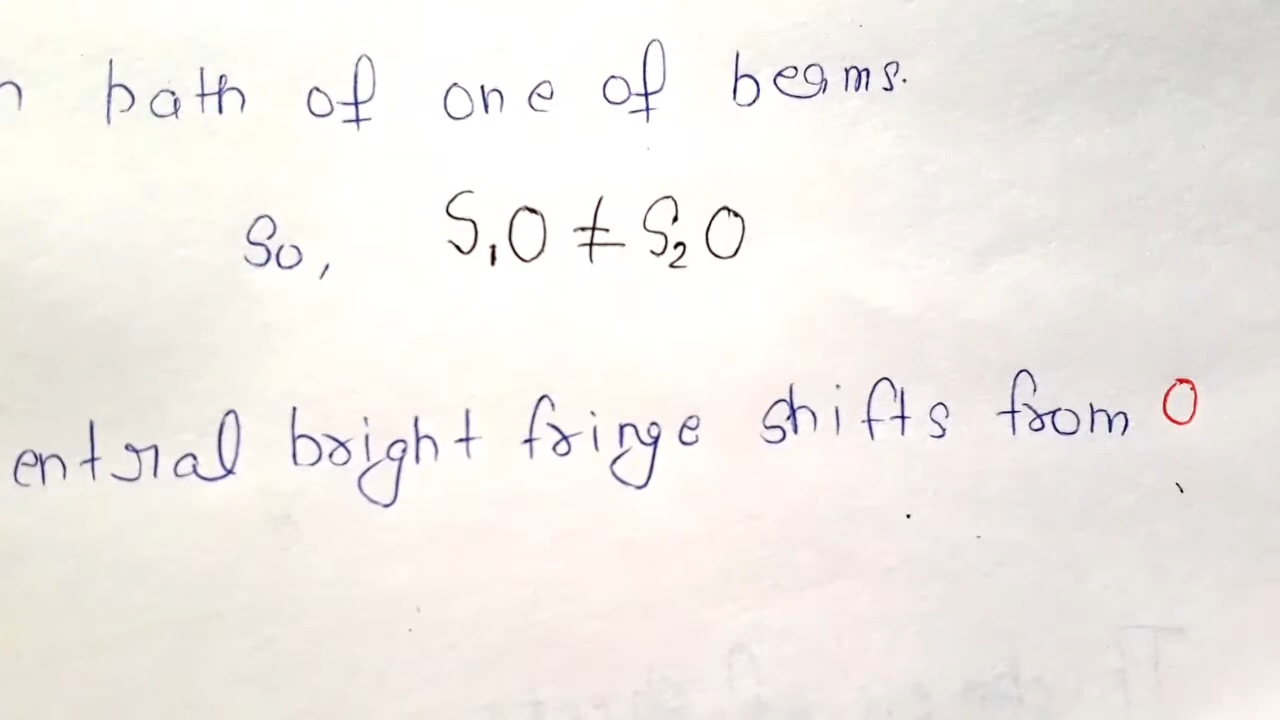 n path of one of beams.
So, S₁O ≠ S₂O
entral bright fringe shifts from O